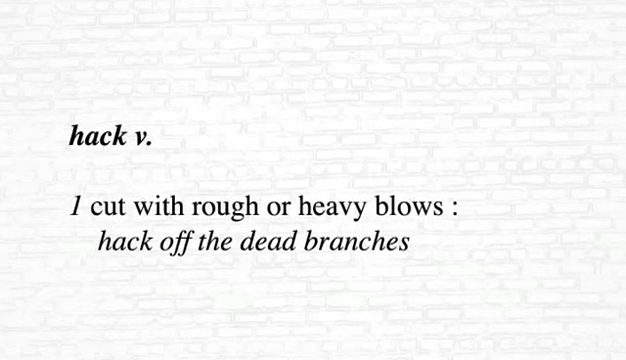 hack v.
1 cut with rough or heavy blows :
hack off the dead branches